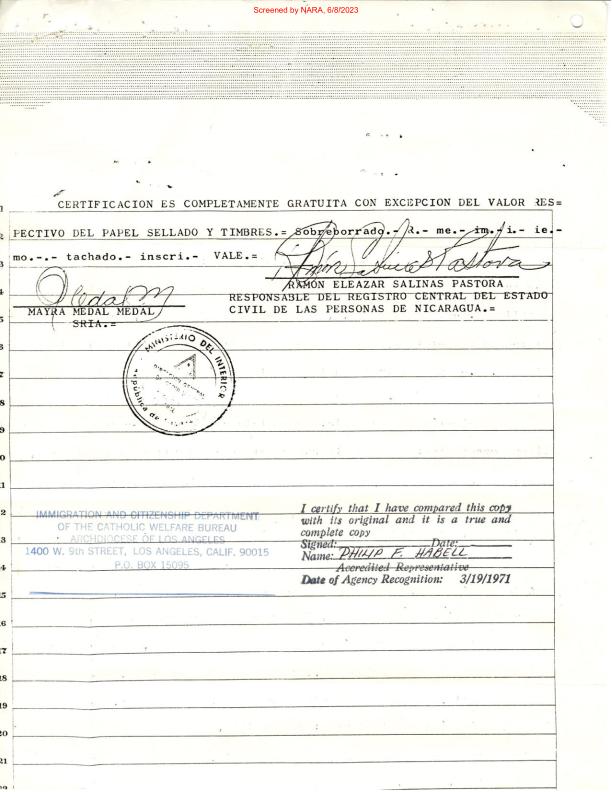 Screened by NARA, 6/8/2023
1 CERTIFICACION ES COMPLETAMENTE GRATUITA CON EXCEPCION DEL VALOR RES=
2 PECTIVO DEL PAPEL SELLADO Y TIMBRES.= Sobreborrado.- R.- me.- im.- i.- ie.-
mo.-.- tachado.- inscri.- VALE.=
3
RAMÓN ELEAZAR SALINAS PASTORA
4 RESPONSABLE DEL REGISTRO CENTRAL DEL ESTADO
MAYRA MEDAL MEDAL CIVIL DE LAS PERSONAS DE NICARAGUA.=
5 SRIA.=
6
MINISTERIO DEL INTERIOR
7
8
9
10
11
I certify that I have compared this copy
12 IMMIGRATION AND CITIZENSHIP DEPARTMENT with its original and it is a true and
OF THE CATHOLIC WELFARE BUREAU complete copy
13 ARCHDIOCESE OF LOS ANGELES Signed: Date:
1400 W. 9th STREET, LOS ANGELES, CALIF. 90015 Name: PHILIP F. HABELL
14 P.O. BOX 15095 Accredited Representative
Date of Agency Recognition: 3/19/1971
15
16
17
18
19
20
21